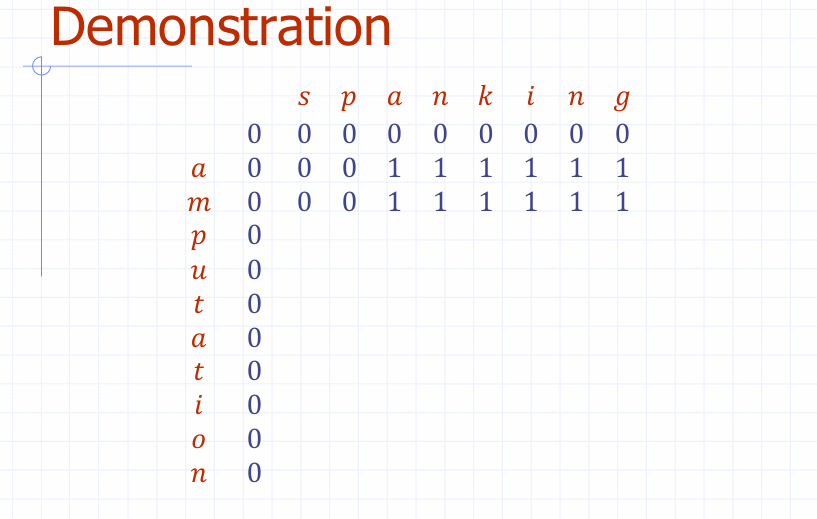 Demonstration
s p a n k i n g
0 0 0 0 0 0 0 0 0
a 0 0 0 1 1 1 1 1 1
m 0 0 0 1 1 1 1 1 1
p 0
u 0
t 0
a 0
t 0
i 0
o 0
n 0